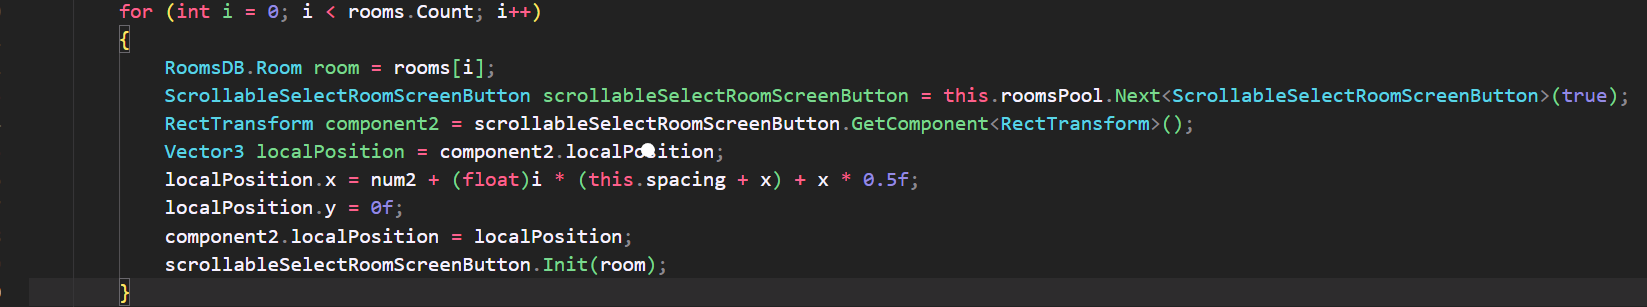 for (int i = 0; i < rooms.Count; i++)
{
RoomsDB.Room room = rooms[i];
ScrollableSelectRoomScreenButton scrollableSelectRoomScreenButton = this.roomsPool.Next<ScrollableSelectRoomScreenButton>(true);
RectTransform component2 = scrollableSelectRoomScreenButton.GetComponent<RectTransform>();
Vector3 localPosition = component2.localPosition;
localPosition.x = num2 + (float)i * (this.spacing + x) + x * 0.5f;
localPosition.y = 0f;
component2.localPosition = localPosition;
scrollableSelectRoomScreenButton.Init(room);
}